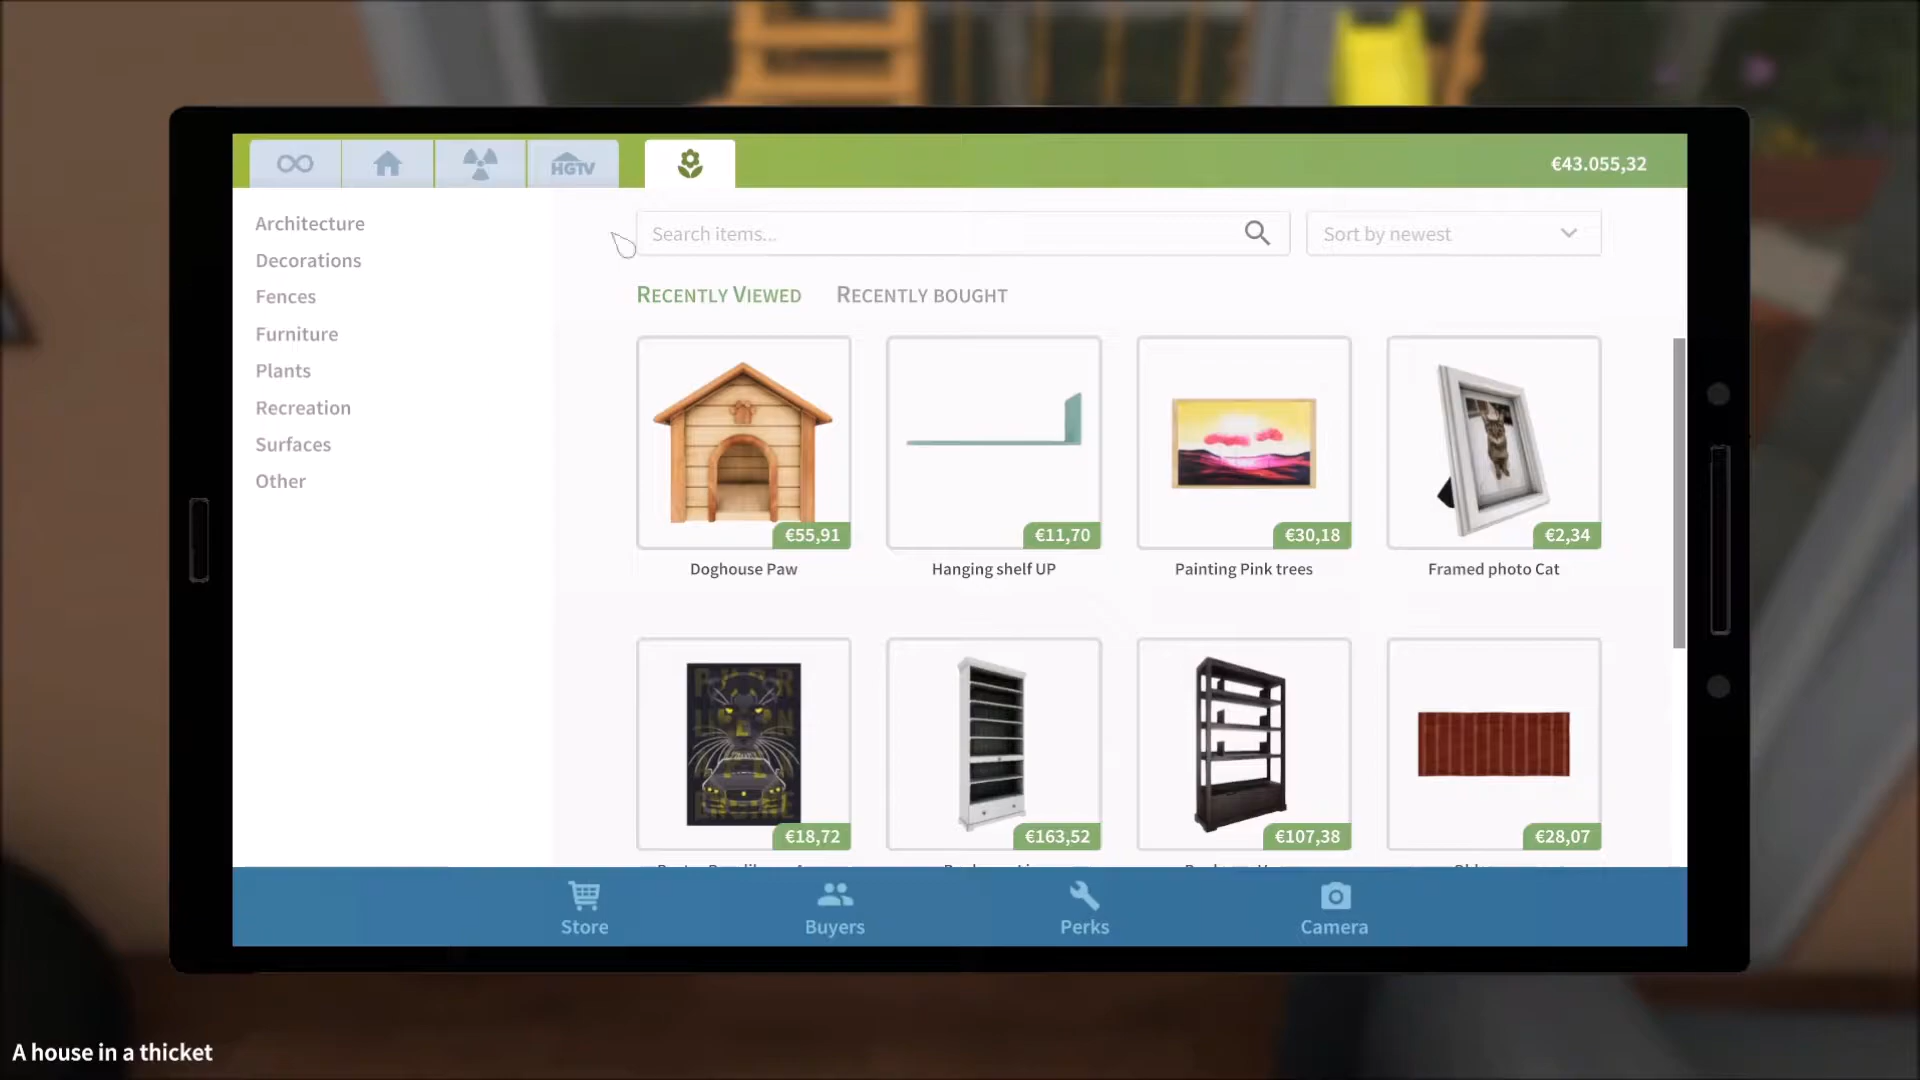 HGTV
€43.055,32
Architecture
Decorations
Fences
Furniture
Plants
Recreation
Surfaces
Other
Search items...
Sort by newest
RECENTLY VIEWED
RECENTLY BOUGHT
€55,91
€11,70
€30,18
€2,34
Doghouse Paw
Hanging shelf UP
Painting Pink trees
Framed photo Cat
€18,72
€163,52
€107,38
€28,07
Store
Buyers
Perks
Camera
A house in a thicket